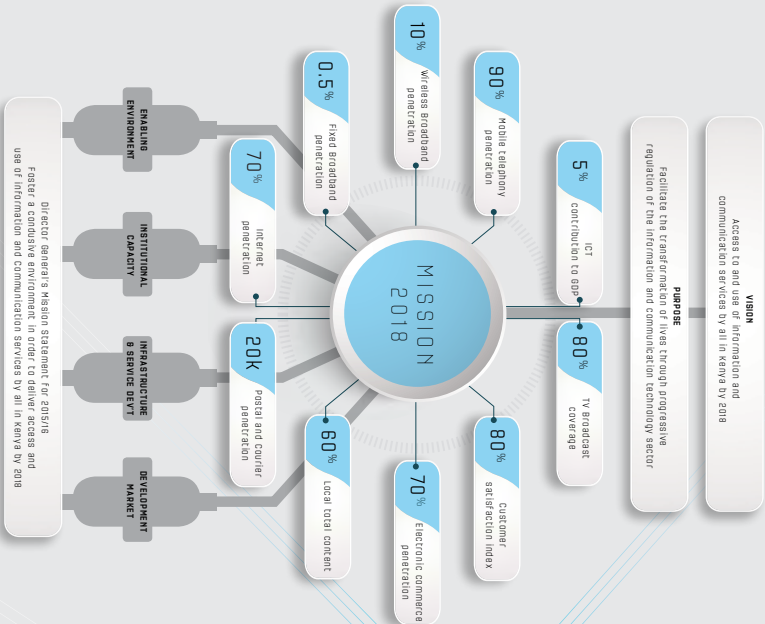 VISION
Access to and use of information and
communication services by all in Kenya by 2018
PURPOSE
Facilitate the transformation of lives through progressive
regulation of the information and communication technology sector
5% ICT
contribution to GDP
80% TV Broadcast
coverage
90% Mobile telephony
penetration
80% Customer
satisfaction index
10% Wireless Broadband
penetration
70% Electronic commerce
penetration
MISSION
2018
0.5% Fixed Broadband
penetration
60% Local total content
70% Internet
penetration
20k Postal and Courier
penetration
ENABLING
ENVIRONMENT
INSTITUTIONAL
CAPACITY
INFRASTRUCTURE
& SERVICE DEV'T
DEVELOPMENT
MARKET
Director General's Mission Statement for 2015/16
Foster a condusive environment in order to deliver access and
use of information and communication services by all in Kenya by 2018